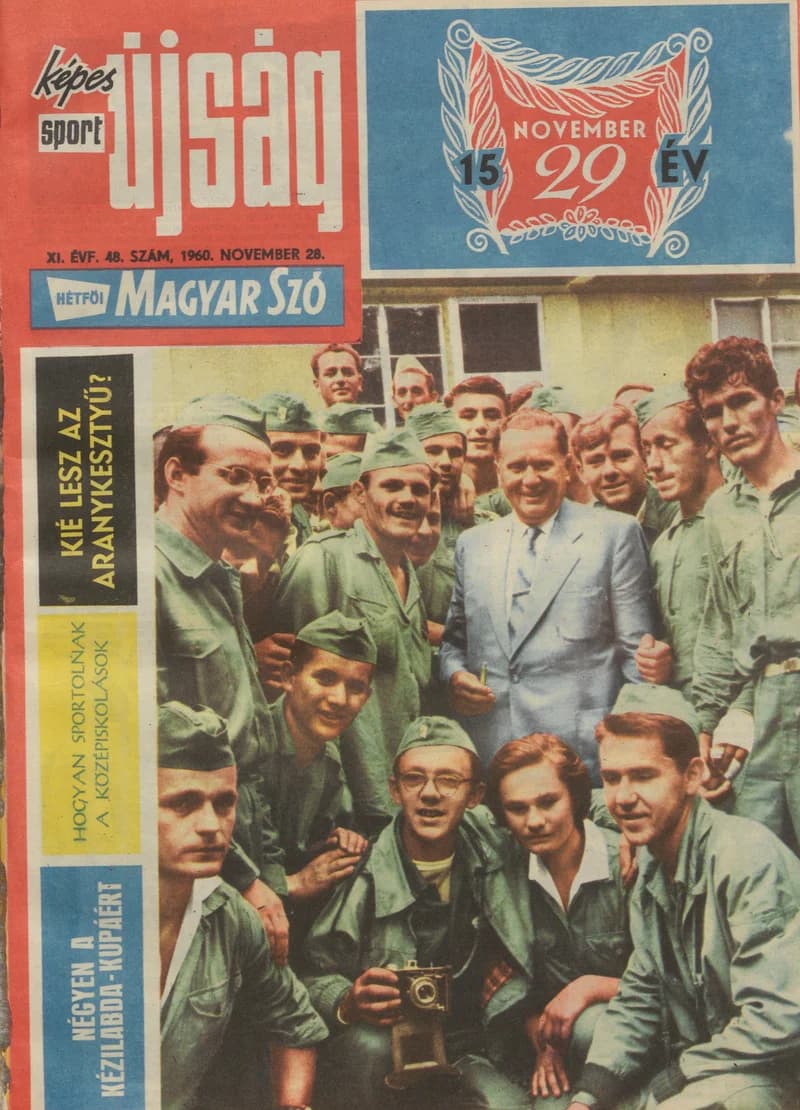 képes
sport
újság
XI. ÉVF. 48. SZÁM, 1960. NOVEMBER 28.
HÉTFŐI MAGYAR SZÓ
NOVEMBER
15 29 ÉV
KIÉ LESZ AZ
ARANYKESZTYŰ?
HOGYAN SPORTOLŃAK
A KÖZÉPISKOLÁSOK
NÉGYEN A
KÉZILABDA-KUPÁÉRT